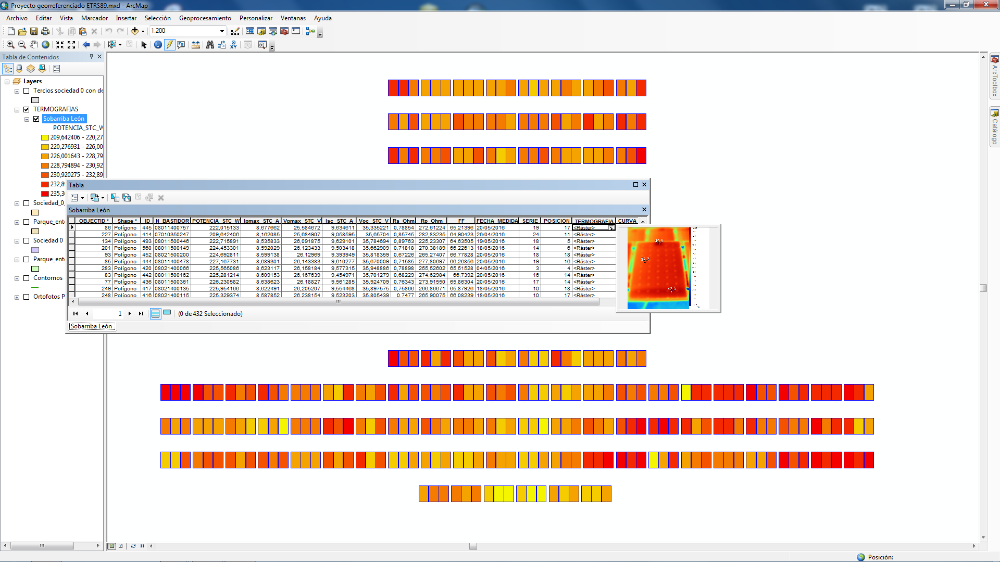 Proyecto georreferenciado ETRS89.mxd - ArcMap
Archivo Editar Vista Marcador Insertar Selección Geoprocesamiento Personalizar Ventanas Ayuda
1:200
Tabla de Contenidos
Layers
Tercios sociedad 0 con de
TERMOGRAFIAS
Sobarriba León
POTENCIA_STC_W
209,642406 - 220,27
220,276931 - 226,00
226,001643 - 228,79
228,794894 - 230,92
230,920275 - 232,89
232,89
235,36
Sociedad_0_
Parque_ento
Sociedad 0
Parque_ento
Contornos
Ortofotos P
ArcToolbox
Catálogo
Tabla
Sobarriba León
OBJECTID * Shape * ID N_BASTIDOR POTENCIA_STC_W Ipmax_STC_A Vpmax_STC_V Isc_STC_A Voc_STC_V Rs_Ohm Rp_Ohm FF FECHA_MEDIDA SERIE POSICION TERMOGRAFIA CURVA
86 Polígono 445 08011400757 222,015133 8,677662 25,584672 9,634611 35,335221 0,78854 272,61224 65,21396 20/05/2016 19 17 <Ráster>
227 Polígono 414 07010350247 209,642406 8,162085 25,684907 9,058595 35,65704 0,85745 282,83235 64,90423 26/04/2016 24 11 <Ráster>
134 Polígono 493 08011500446 222,715891 8,535833 26,091875 9,629101 35,784694 0,89763 225,23307 64,63505 19/05/2016 18 5 <Ráster>
201 Polígono 560 08011500149 224,453301 8,592029 26,123433 9,503418 35,662909 0,71818 270,38189 66,22613 18/05/2016 14 6 <Ráster>
93 Polígono 452 08021500200 224,692811 8,599138 26,12969 9,393949 35,818359 0,67226 265,27407 66,77828 20/05/2016 18 18 <Ráster>
85 Polígono 444 08011400478 227,167731 8,689301 26,143383 9,610277 35,670009 0,71585 277,80697 66,26856 20/05/2016 19 16 <Ráster>
283 Polígono 420 08021400066 225,565086 8,623117 26,158184 9,577315 35,948886 0,78898 255,52602 65,51528 04/05/2016 3 4 <Ráster>
83 Polígono 442 08011500162 225,281214 8,609153 26,167639 9,454971 35,701279 0,68229 274,62984 66,7392 20/05/2016 16 14 <Ráster>
77 Polígono 436 08011500361 226,230582 8,638623 26,18827 9,561285 35,924709 0,76343 273,91550 65,86304 20/05/2016 17 14 <Ráster>
249 Polígono 417 08021400135 225,954166 8,622491 26,205207 9,554468 35,897575 0,75866 266,86671 65,87926 18/05/2016 10 18 <Ráster>
248 Polígono 416 08021400115 225,329374 8,587852 26,238154 9,523203 35,805439 0,7477 265,90075 66,08239 18/05/2016 10 17 <Ráster>
1
(0 de 432 Seleccionado)
Sobarriba León
Posición: